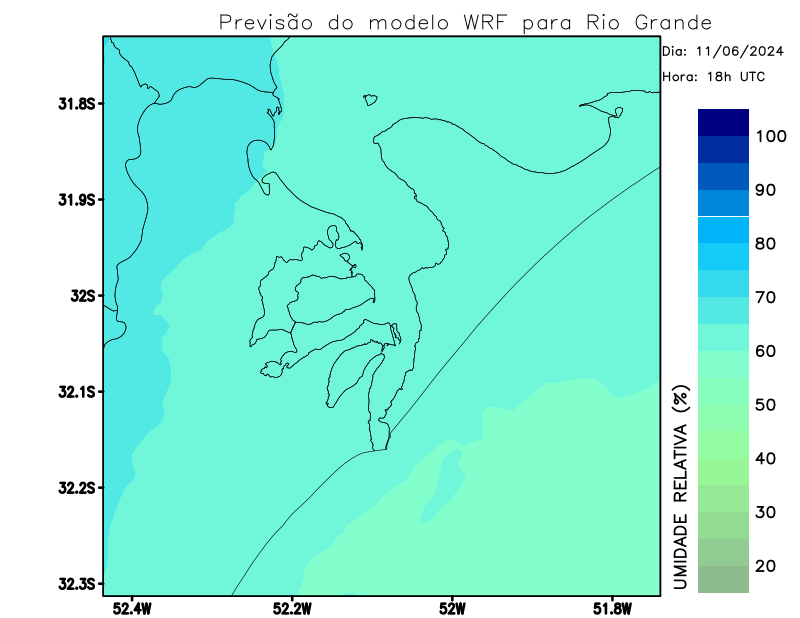 Previsão do modelo WRF para Rio Grande
Dia: 11/06/2024
Hora: 18h UTC
31.8S
31.9S
32S
32.1S
32.2S
32.3S
52.4W
52.2W
52W
51.8W
100
90
80
70
60
50
40
30
20
UMIDADE RELATIVA (%)